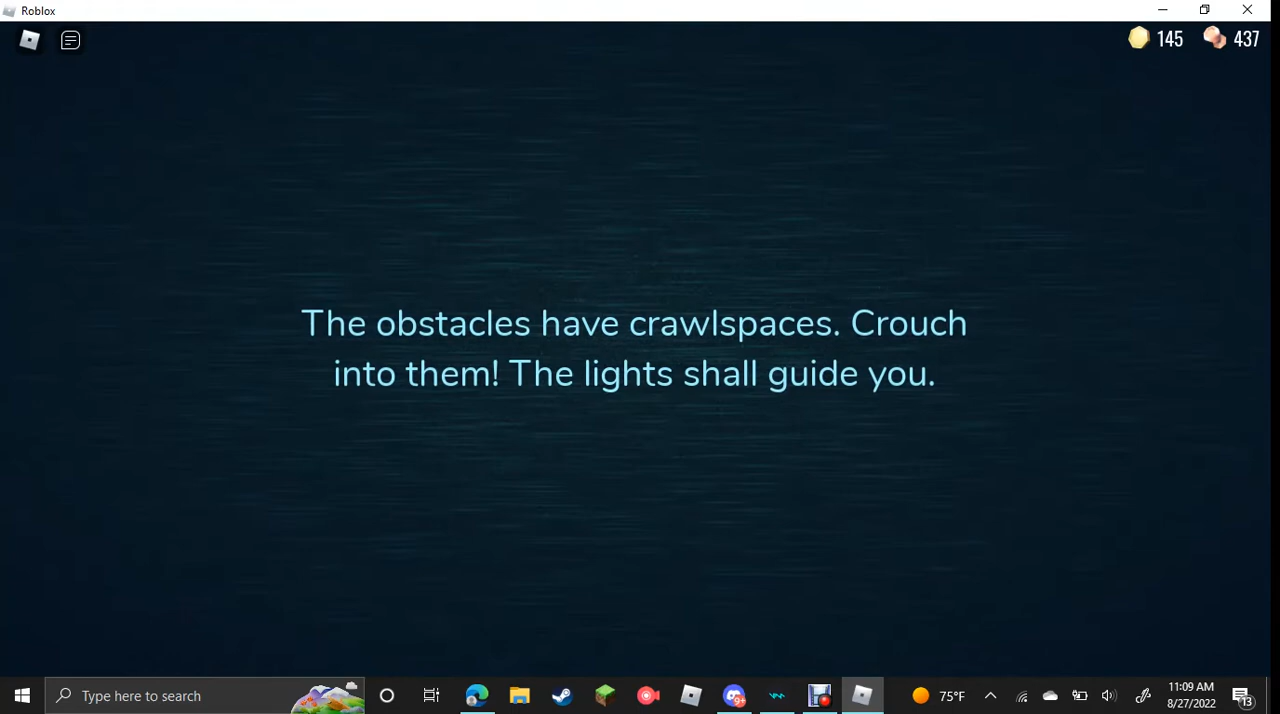 Roblox
145 437
The obstacles have crawlspaces. Crouch
into them! The lights shall guide you.
Type here to search
9+
75°F
11:09 AM
8/27/2022
13